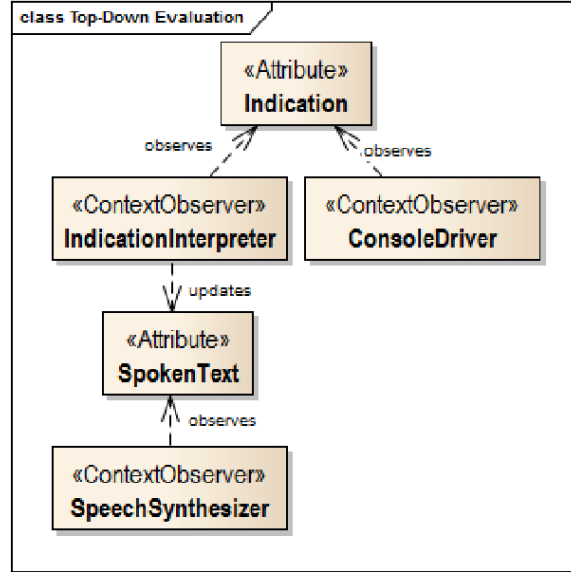 class Top-Down Evaluation
«Attribute»
Indication
observes
observes
«ContextObserver»
IndicationInterpreter
«ContextObserver»
ConsoleDriver
updates
«Attribute»
SpokenText
observes
«ContextObserver»
SpeechSynthesizer